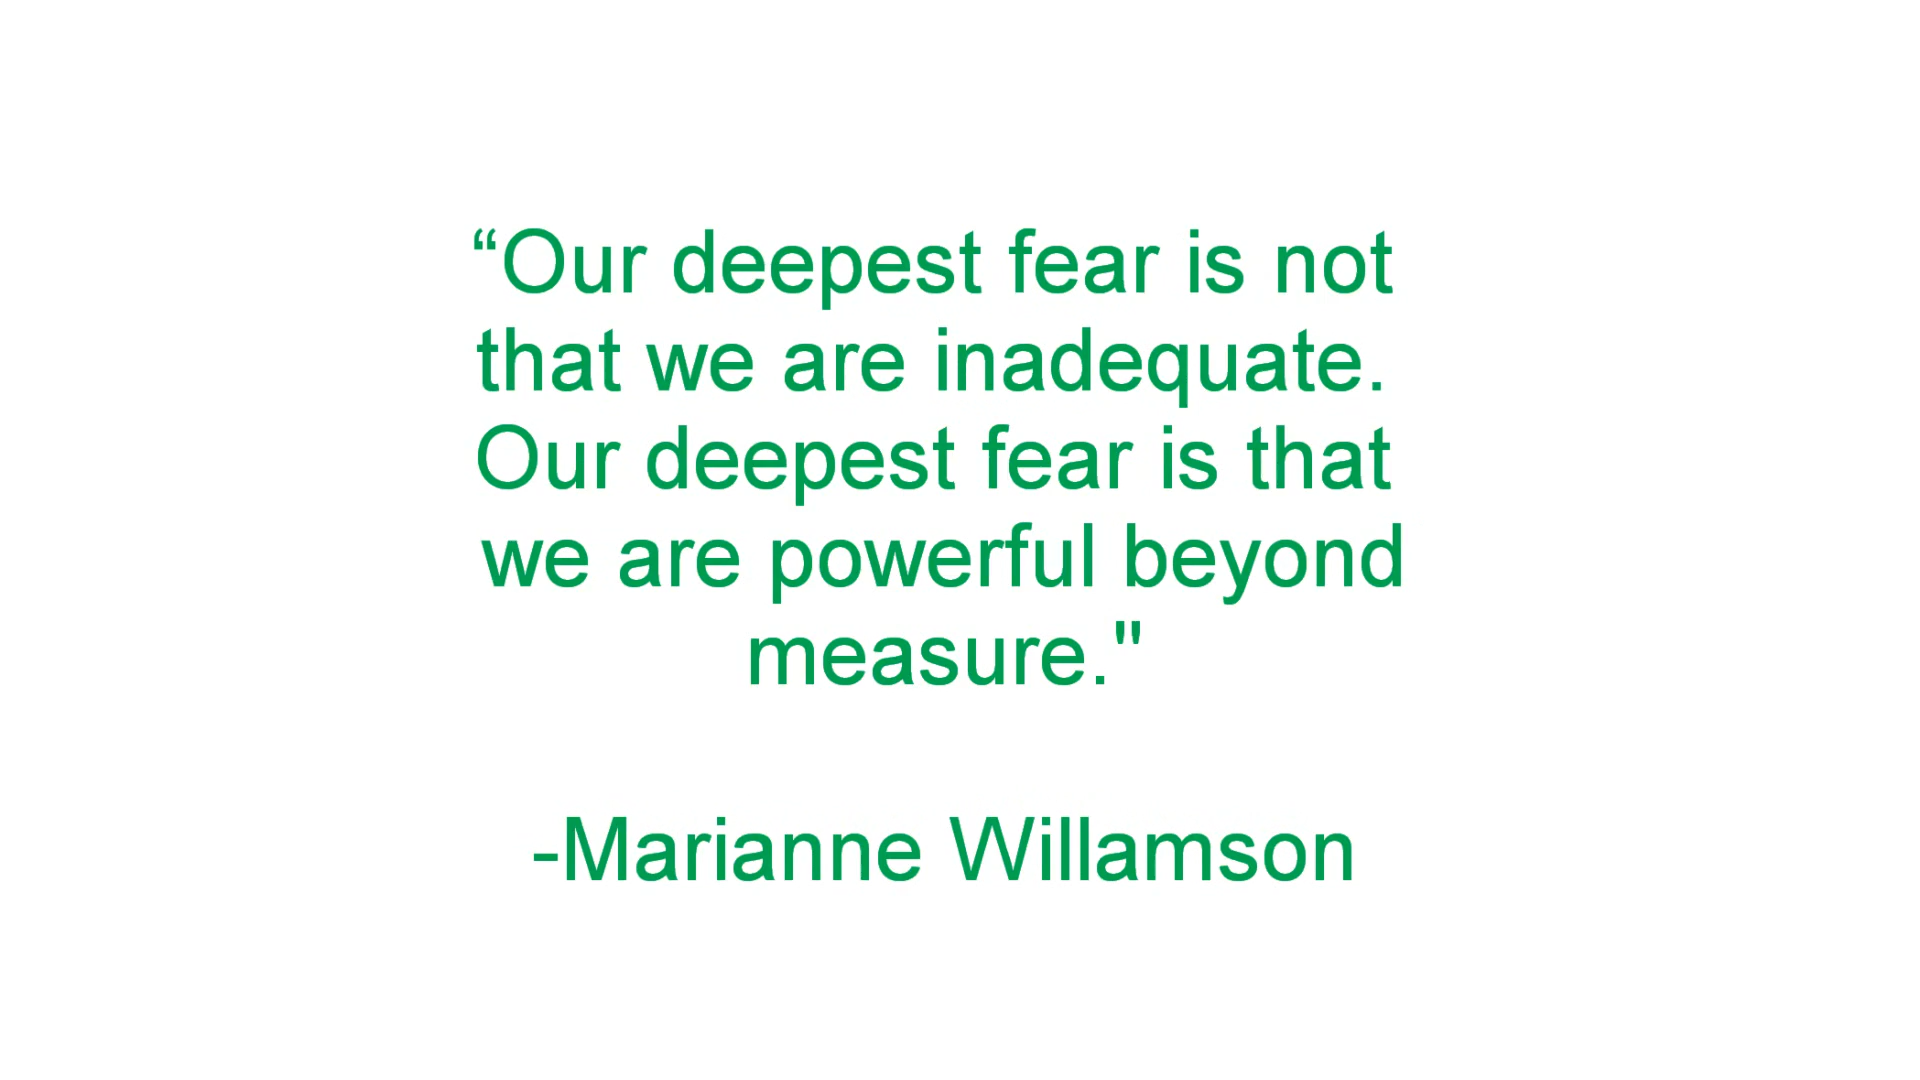 “Our deepest fear is not
that we are inadequate.
Our deepest fear is that
we are powerful beyond
measure."
-Marianne Willamson